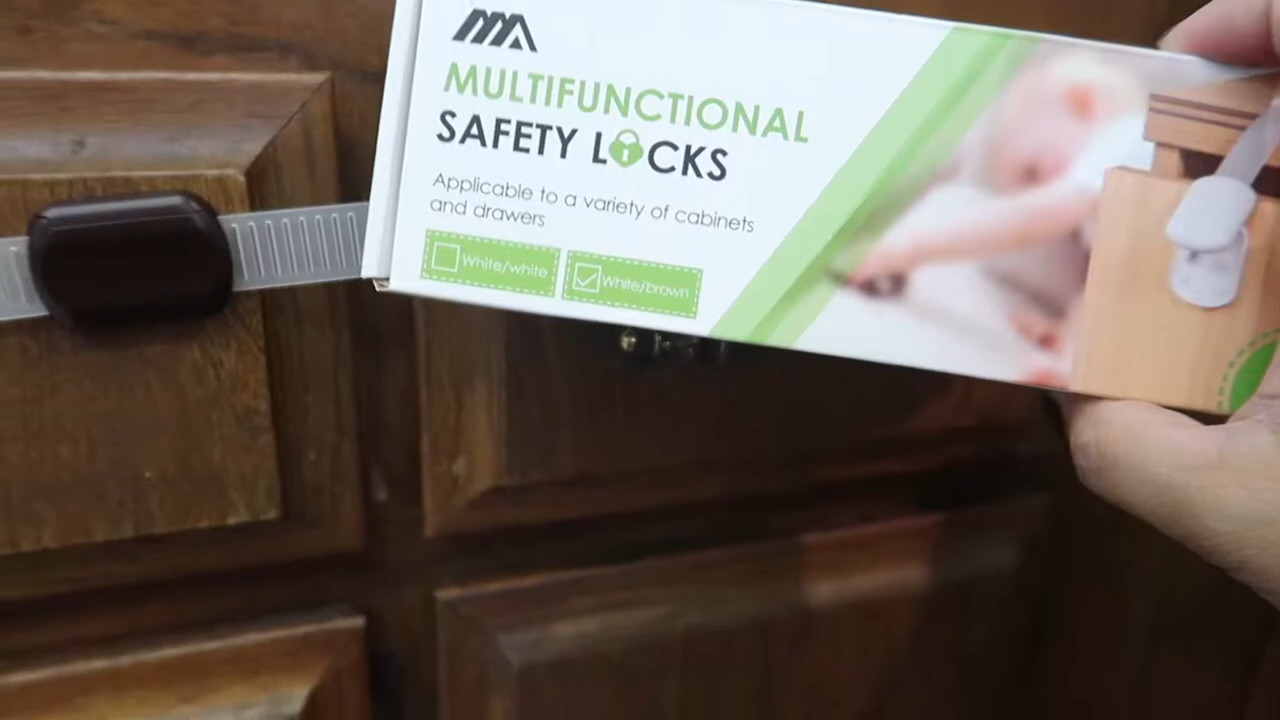 MULTIFUNCTIONAL
SAFETY LOCKS
Applicable to a variety of cabinets
and drawers
White/white
White/brown